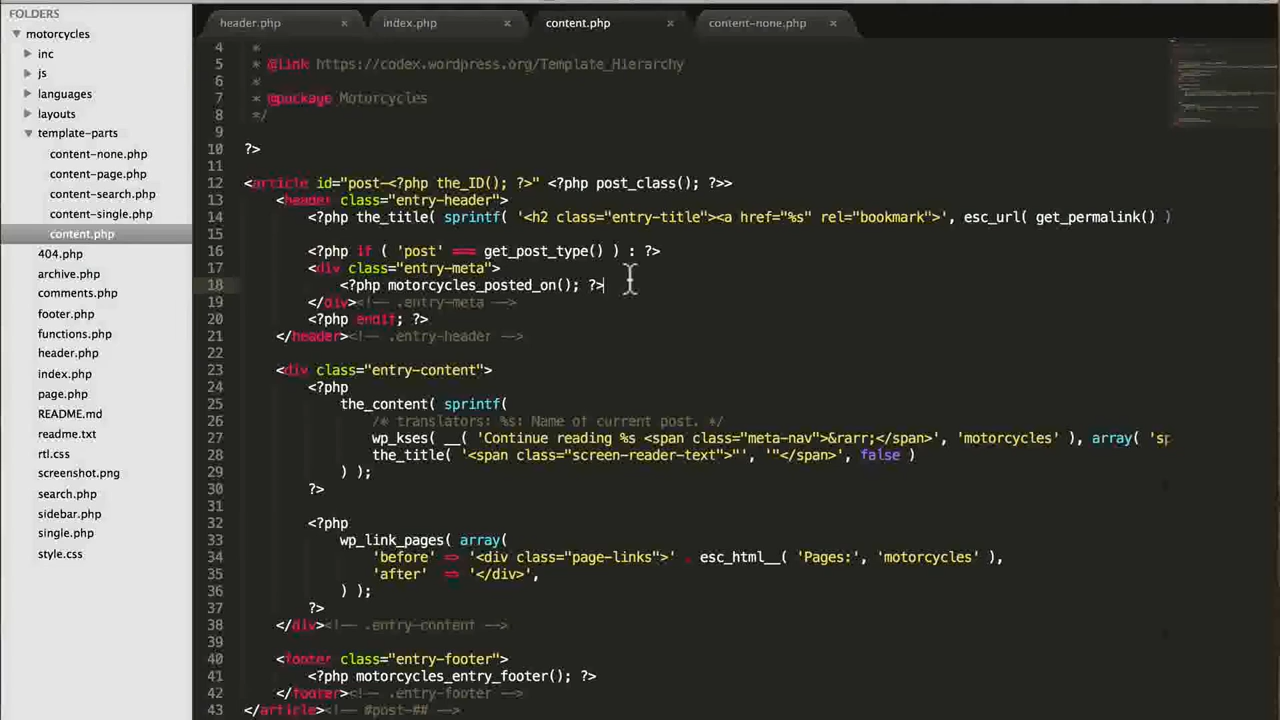 FOLDERS
motorcycles
inc
js
languages
layouts
template-parts
content-none.php
content-page.php
content-search.php
content-single.php
content.php
404.php
archive.php
comments.php
footer.php
functions.php
header.php
index.php
page.php
README.md
readme.txt
rtl.css
screenshot.png
search.php
sidebar.php
single.php
style.css
header.php × index.php × content.php × content-none.php ×
4 *
5 * @link https://codex.wordpress.org/Template_Hierarchy
6 *
7 * @package Motorcycles
8 */
9
10 ?>
11
12 <article id="post-<?php the_ID(); ?>" <?php post_class(); ?>>
13 <header class="entry-header">
14 <?php the_title( sprintf( '<h2 class="entry-title"><a href="%s" rel="bookmark">', esc_url( get_permalink() )
15
16 <?php if ( 'post' === get_post_type() ) : ?>
17 <div class="entry-meta">
18 <?php motorcycles_posted_on(); ?>
19 </div><!-- .entry-meta -->
20 <?php endif; ?>
21 </header><!-- .entry-header -->
22
23 <div class="entry-content">
24 <?php
25 the_content( sprintf(
26 /* translators: %s: Name of current post. */
27 wp_kses( __( 'Continue reading %s <span class="meta-nav">&rarr;</span>', 'motorcycles' ), array( 'sp
28 the_title( '<span class="screen-reader-text">"', '"</span>', false )
29 ) );
30 ?>
31
32 <?php
33 wp_link_pages( array(
34 'before' => '<div class="page-links">' . esc_html__( 'Pages:', 'motorcycles' ),
35 'after' => '</div>',
36 ) );
37 ?>
38 </div><!-- .entry-content -->
39
40 <footer class="entry-footer">
41 <?php motorcycles_entry_footer(); ?>
42 </footer><!-- .entry-footer -->
43 </article><!-- #post-## -->